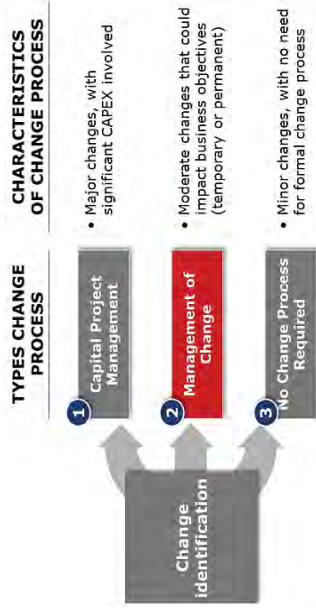 TYPES CHANGE
PROCESS
CHARACTERISTICS
OF CHANGE PROCESS
Change
identification
1
Capital Project
Management
• Major changes, with
significant CAPEX involved
2
Management of
Change
• Moderate changes that could
impact business objectives
(temporary or permanent)
3
No Change Process
Required
• Minor changes, with no need
for formal change process